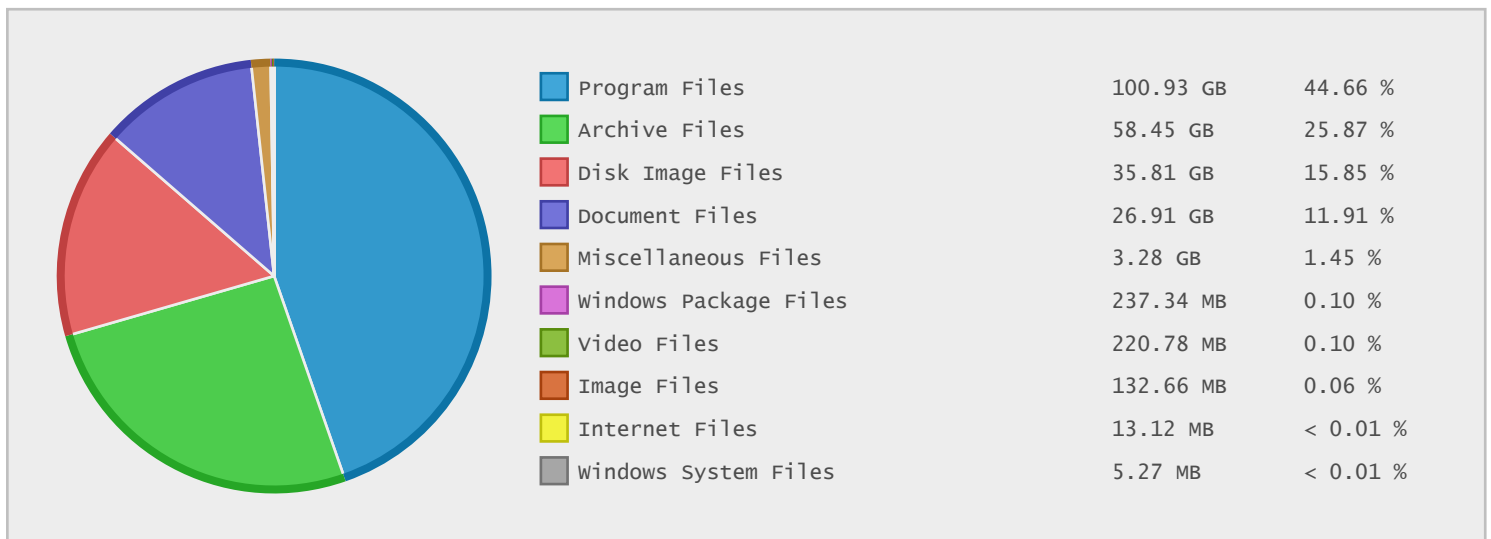 Program Files 100.93 GB 44.66 %
Archive Files 58.45 GB 25.87 %
Disk Image Files 35.81 GB 15.85 %
Document Files 26.91 GB 11.91 %
Miscellaneous Files 3.28 GB 1.45 %
Windows Package Files 237.34 MB 0.10 %
Video Files 220.78 MB 0.10 %
Image Files 132.66 MB 0.06 %
Internet Files 13.12 MB < 0.01 %
Windows System Files 5.27 MB < 0.01 %